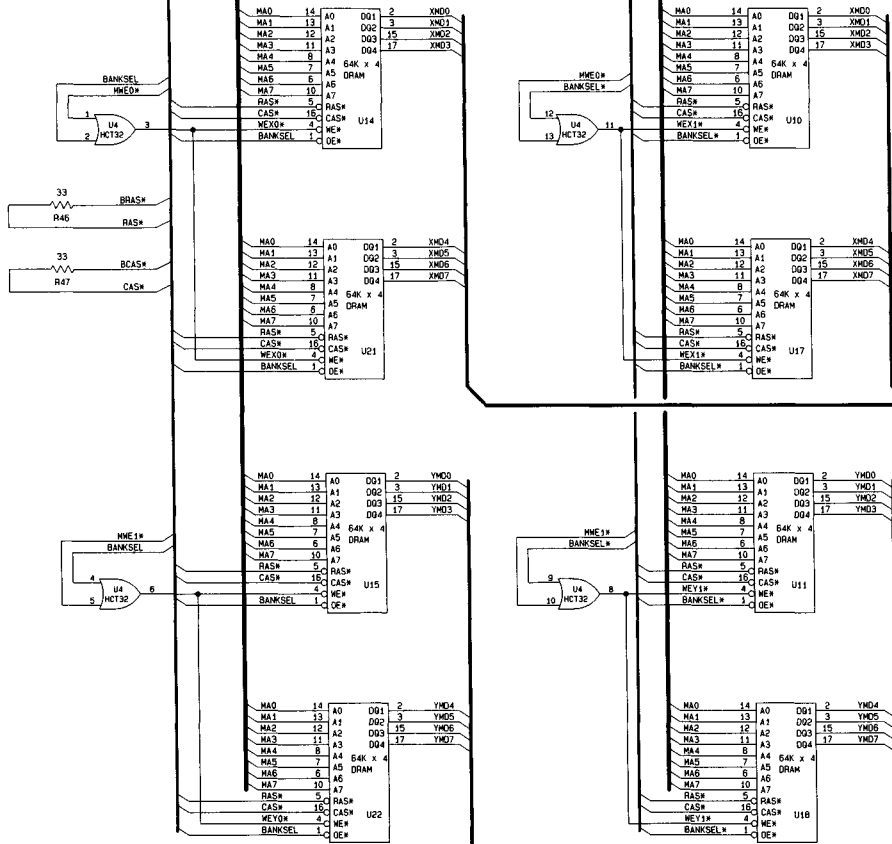 MA0 14 A0 DQ1 2 XMD0
MA1 13 A1 DQ2 3 XMD1
MA2 12 A2 DQ3 15 XMD2
MA3 11 A3 DQ4 17 XMD3
MA4 8 A4 64K x 4
MA5 7 A5 DRAM
MA6 6 A6
MA7 10 A7
RAS* 5 RAS*
CAS* 16 CAS* U14
WEX0* 4 WE*
BANKSEL 1 OE*
BANKSEL
MWE0*
1 U4 3
2 HCT32
MA0 14 A0 DQ1 2 XMD0
MA1 13 A1 DQ2 3 XMD1
MA2 12 A2 DQ3 15 XMD2
MA3 11 A3 DQ4 17 XMD3
MA4 8 A4 64K x 4
MA5 7 A5 DRAM
MA6 6 A6
MA7 10 A7
RAS* 5 RAS*
CAS* 16 CAS* U10
WEX1* 4 WE*
BANKSEL* 1 OE*
MWE0*
BANKSEL*
12 U4 11
13 HCT32
33 BRAS*
R46 RAS*
33 BCAS*
R47 CAS*
MA0 14 A0 DQ1 2 XMD4
MA1 13 A1 DQ2 3 XMD5
MA2 12 A2 DQ3 15 XMD6
MA3 11 A3 DQ4 17 XMD7
MA4 8 A4 64K x 4
MA5 7 A5 DRAM
MA6 6 A6
MA7 10 A7
RAS* 5 RAS*
CAS* 16 CAS* U21
WEX0* 4 WE*
BANKSEL 1 OE*
MA0 14 A0 DQ1 2 XMD4
MA1 13 A1 DQ2 3 XMD5
MA2 12 A2 DQ3 15 XMD6
MA3 11 A3 DQ4 17 XMD7
MA4 8 A4 64K x 4
MA5 7 A5 DRAM
MA6 6 A6
MA7 10 A7
RAS* 5 RAS*
CAS* 16 CAS* U17
WEX1* 4 WE*
BANKSEL* 1 OE*
MA0 14 A0 DQ1 2 YMD0
MA1 13 A1 DQ2 3 YMD1
MA2 12 A2 DQ3 15 YMD2
MA3 11 A3 DQ4 17 YMD3
MA4 8 A4 64K x 4
MA5 7 A5 DRAM
MA6 6 A6
MA7 10 A7
RAS* 5 RAS*
CAS* 16 CAS* U15
4 WE*
BANKSEL 1 OE*
MWE1*
BANKSEL
4 U4 6
5 HCT32
MA0 14 A0 DQ1 2 YMD0
MA1 13 A1 DQ2 3 YMD1
MA2 12 A2 DQ3 15 YMD2
MA3 11 A3 DQ4 17 YMD3
MA4 8 A4 64K x 4
MA5 7 A5 DRAM
MA6 6 A6
MA7 10 A7
RAS* 5 RAS*
CAS* 16 CAS* U11
WEY1* 4 WE*
BANKSEL* 1 OE*
MWE1*
BANKSEL*
9 U4 8
10 HCT32
MA0 14 A0 DQ1 2 YMD4
MA1 13 A1 DQ2 3 YMD5
MA2 12 A2 DQ3 15 YMD6
MA3 11 A3 DQ4 17 YMD7
MA4 8 A4 64K x 4
MA5 7 A5 DRAM
MA6 6 A6
MA7 10 A7
RAS* 5 RAS*
CAS* 16 CAS* U22
WEY0* 4 WE*
BANKSEL 1 OE*
MA0 14 A0 DQ1 2 YMD4
MA1 13 A1 DQ2 3 YMD5
MA2 12 A2 DQ3 15 YMD6
MA3 11 A3 DQ4 17 YMD7
MA4 8 A4 64K x 4
MA5 7 A5 DRAM
MA6 6 A6
MA7 10 A7
RAS* 5 RAS*
CAS* 16 CAS* U18
WEY1* 4 WE*
BANKSEL* 1 OE*